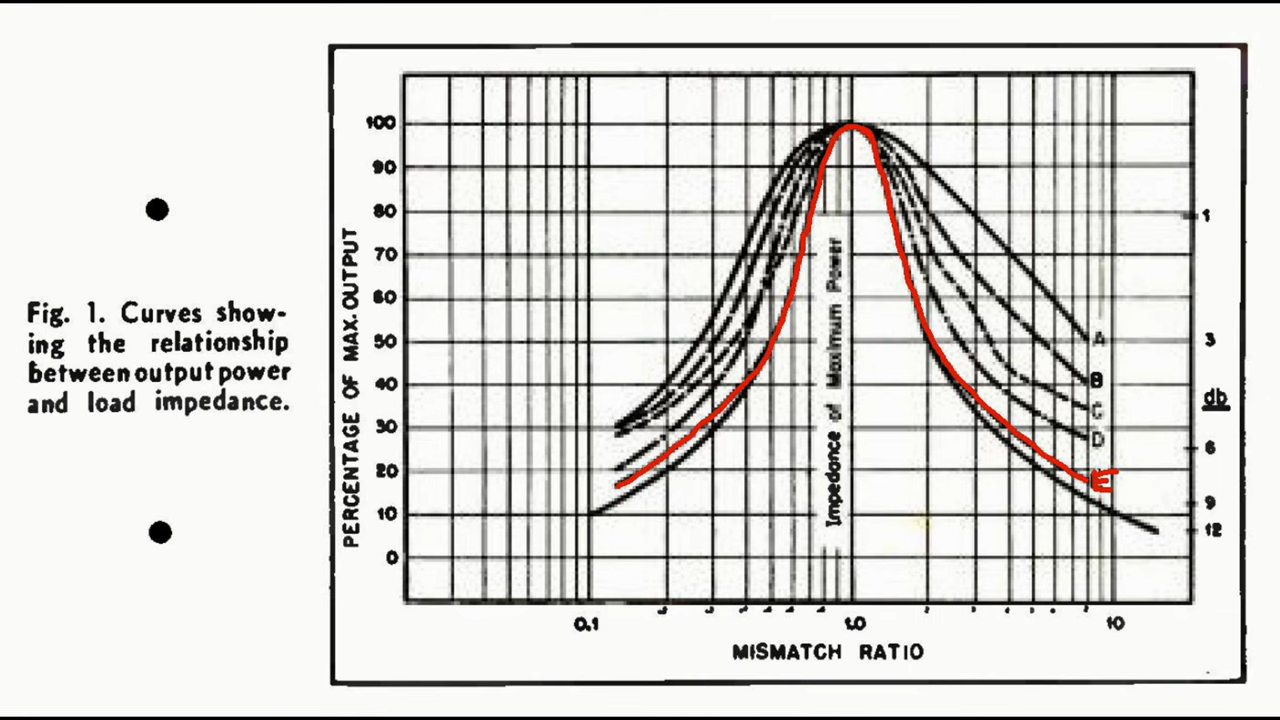 Fig. 1. Curves show-
ing the relationship
between output power
and load impedance.
PERCENTAGE OF MAX. OUTPUT
100
90
80
70
60
50
40
30
20
10
0
Impedance of Maximum Power
A
B
C
D
E
1
3
db
6
9
12
0.1
1.0
10
MISMATCH RATIO